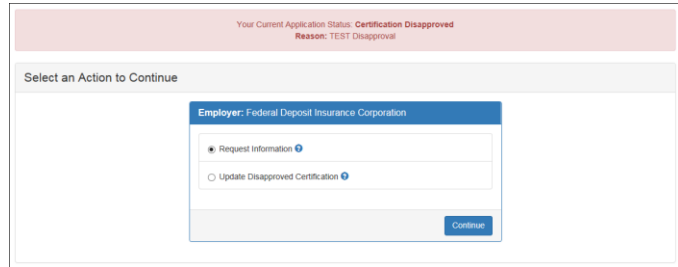 Your Current Application Status: Certification Disapproved
Reason: TEST Disapproval
Select an Action to Continue
Employer: Federal Deposit Insurance Corporation
Request Information
Update Disapproved Certification
Continue